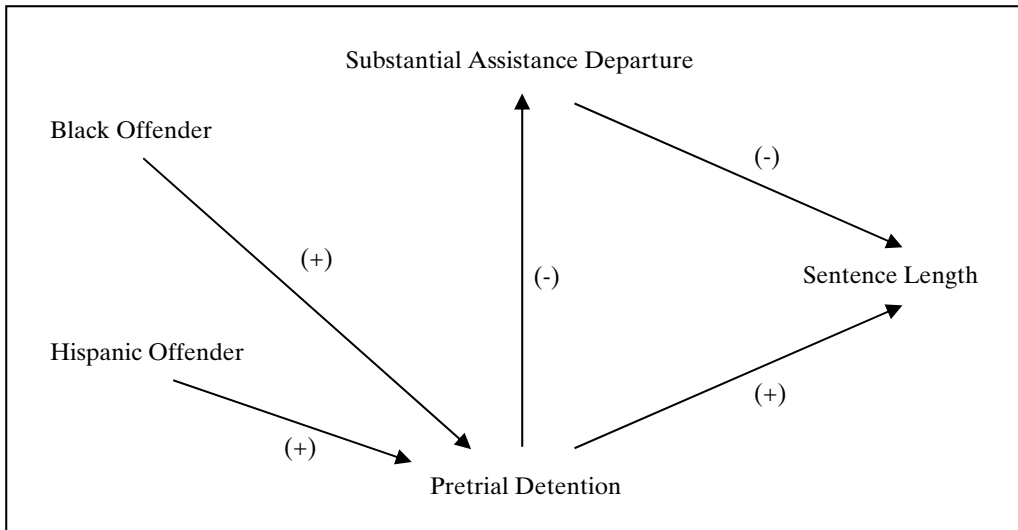 Substantial Assistance Departure
Black Offender
(-)
(+)
Sentence Length
(-)
Hispanic Offender
(+)
(+)
Pretrial Detention